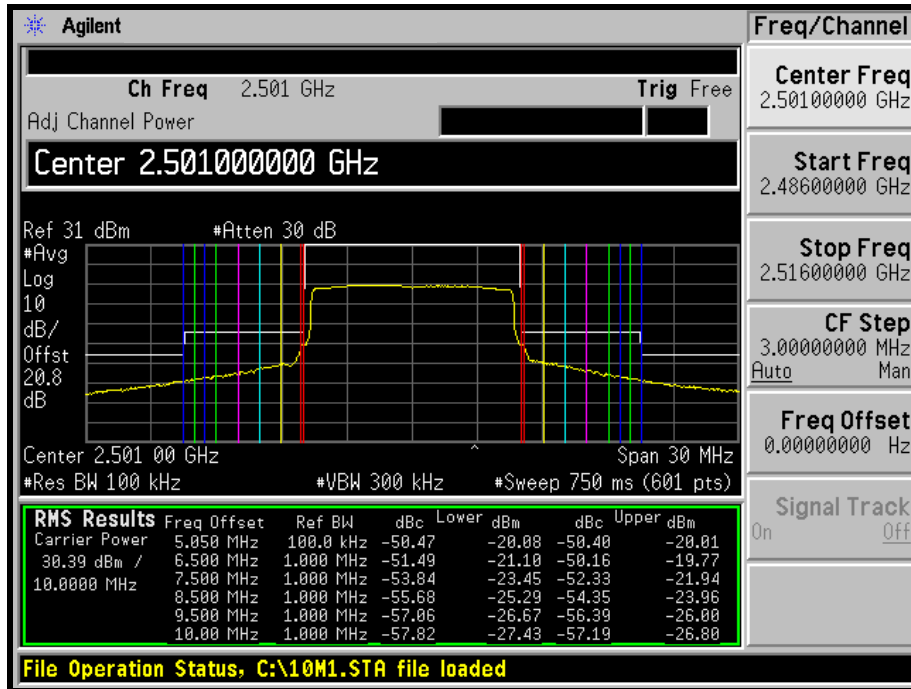 Agilent
Ch Freq 2.501 GHz Trig Free
Adj Channel Power
Center 2.501000000 GHz
Ref 31 dBm #Atten 30 dB
#Avg
Log
10
dB/
Offst
20.8
dB
Center 2.501 00 GHz Span 30 MHz
#Res BW 100 kHz #VBW 300 kHz #Sweep 750 ms (601 pts)
RMS Results Freq Offset Ref BW dBc Lower dBm dBc Upper dBm
Carrier Power 5.050 MHz 100.0 kHz -50.47 -20.08 -50.40 -20.01
30.39 dBm / 6.500 MHz 1.000 MHz -51.49 -21.10 -50.16 -19.77
10.0000 MHz 7.500 MHz 1.000 MHz -53.84 -23.45 -52.33 -21.94
8.500 MHz 1.000 MHz -55.68 -25.29 -54.35 -23.96
9.500 MHz 1.000 MHz -57.06 -26.67 -56.39 -26.00
10.00 MHz 1.000 MHz -57.82 -27.43 -57.19 -26.80
File Operation Status, C:\10M1.STA file loaded
Freq/Channel
Center Freq
2.50100000 GHz
Start Freq
2.48600000 GHz
Stop Freq
2.51600000 GHz
CF Step
3.00000000 MHz
Auto Man
Freq Offset
0.00000000 Hz
Signal Track
On Off